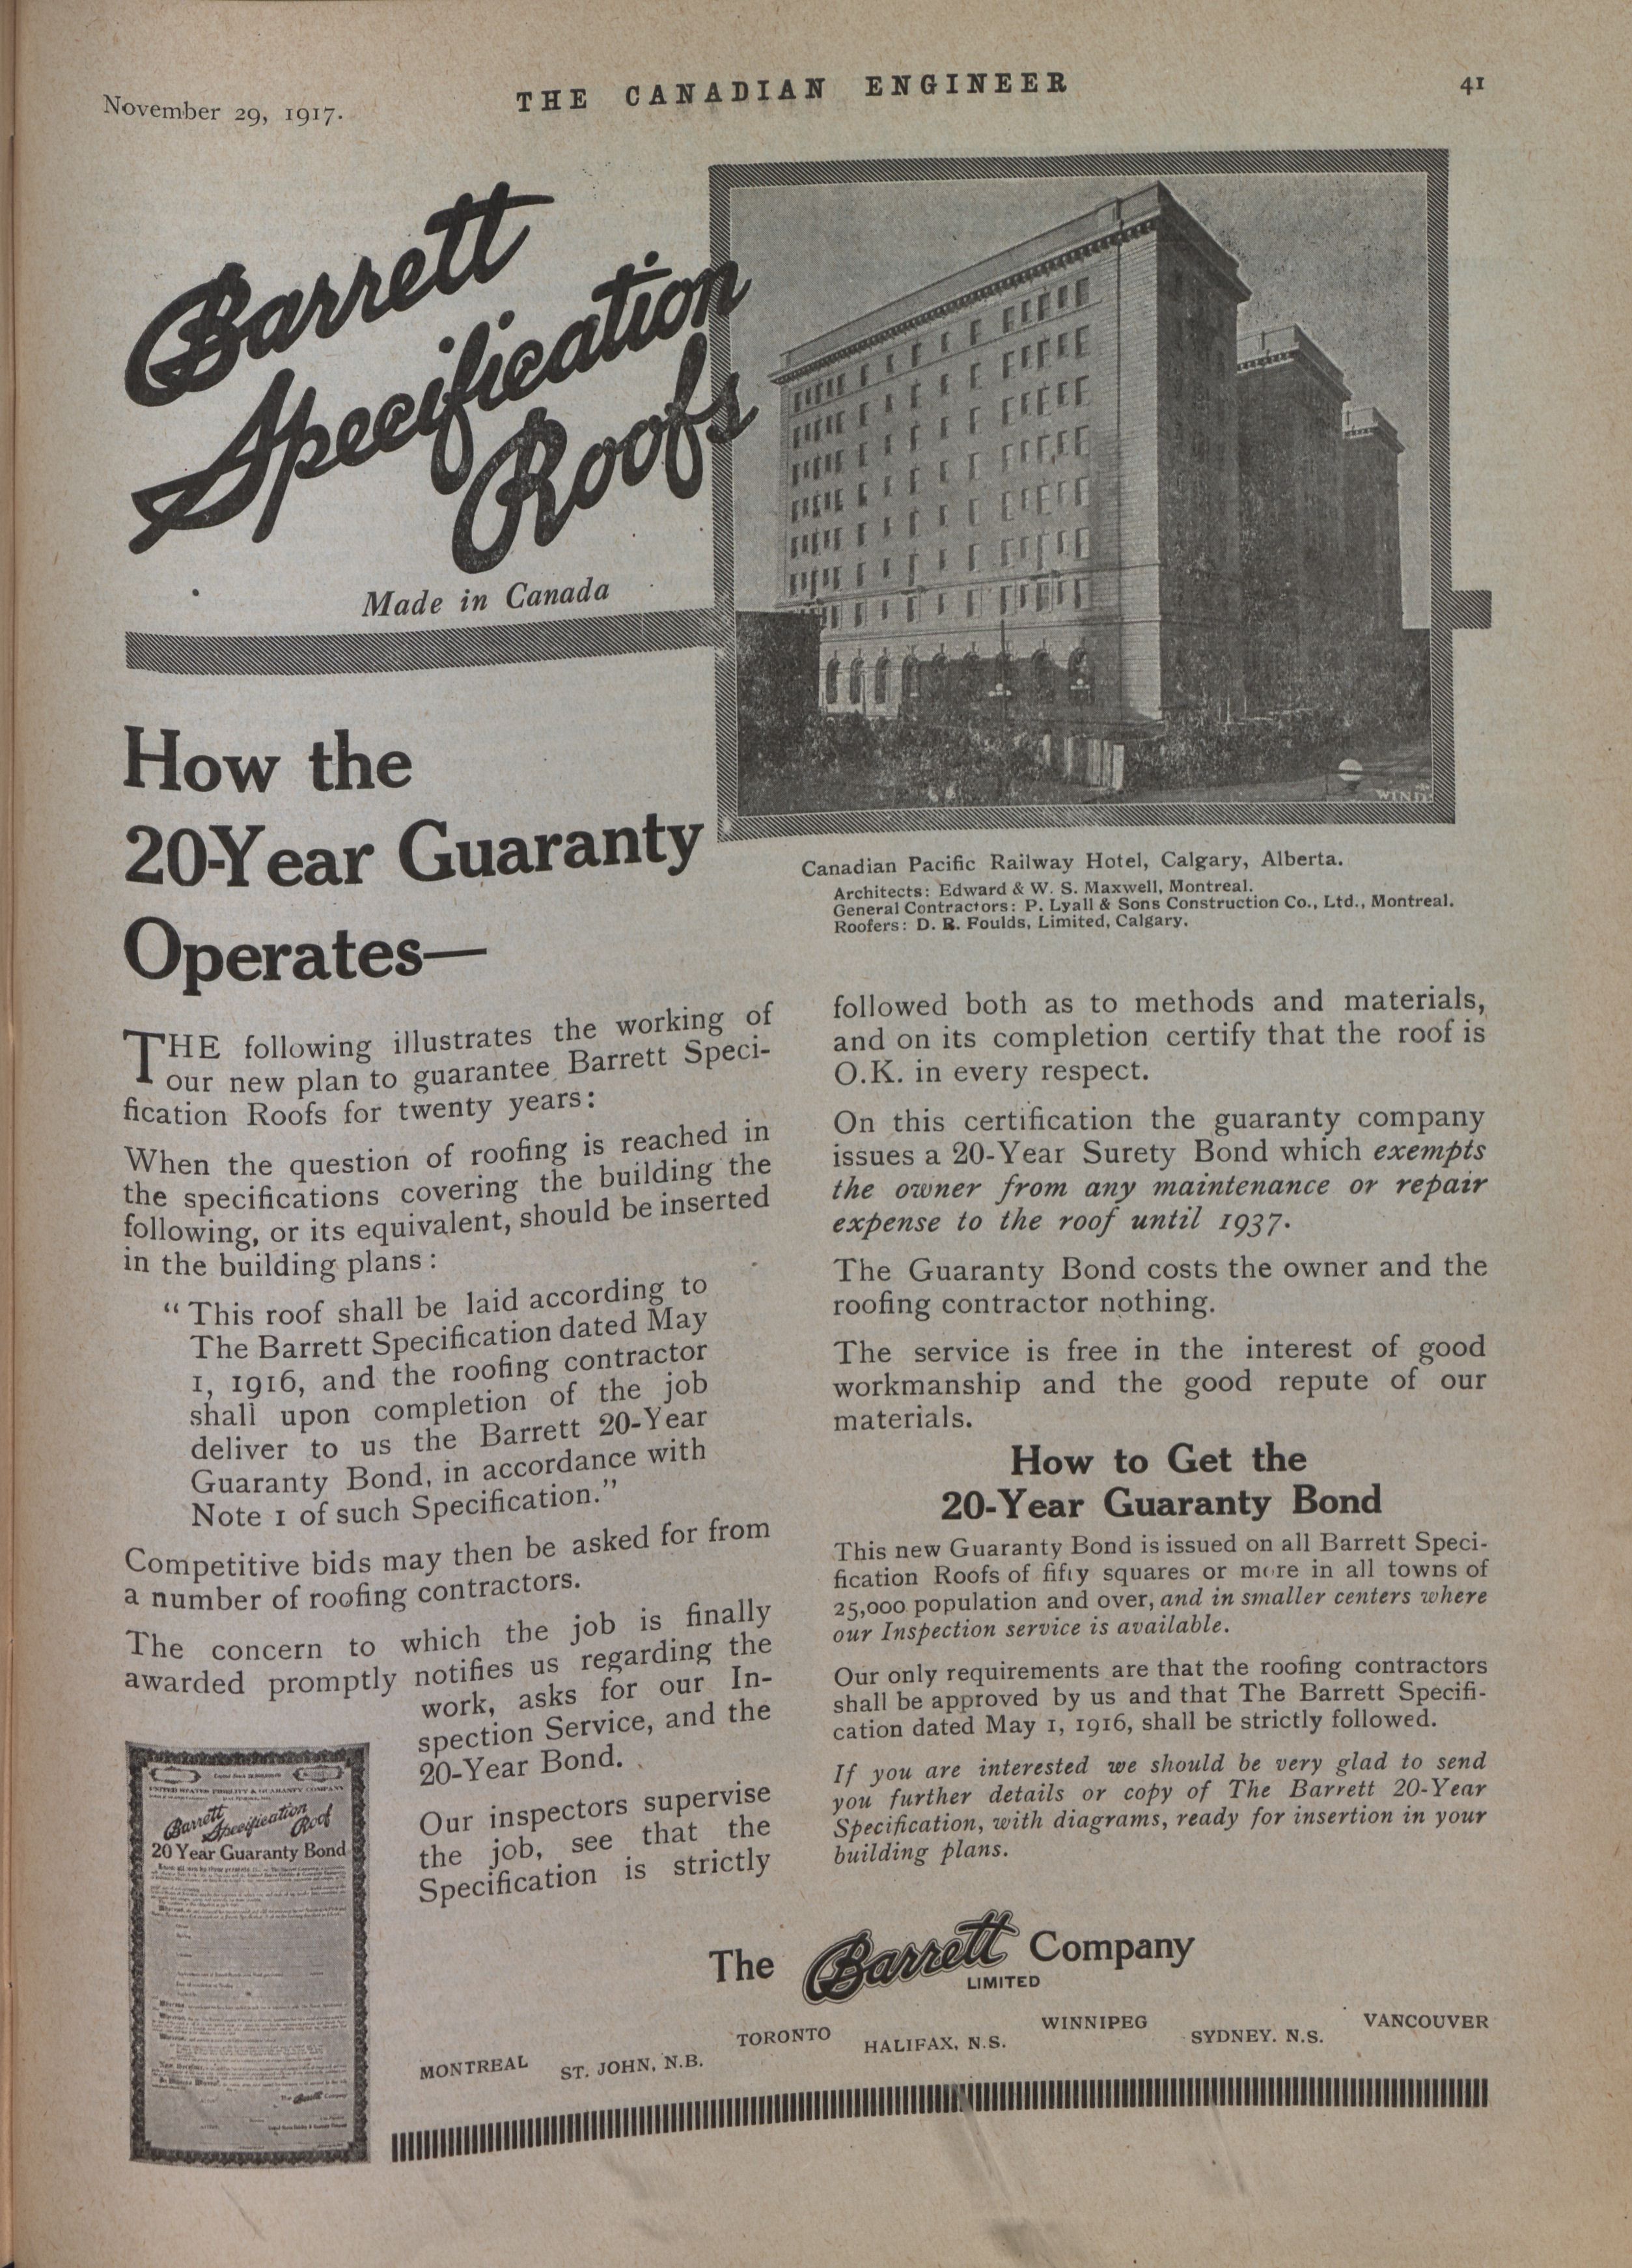 November 29, 1917.
THE CANADIAN ENGINEER
41
Barrett
Specification
Roofs
Made in Canada
WIND
How the
20-Year Guaranty
Operates—
Canadian Pacific Railway Hotel, Calgary, Alberta.
Architects: Edward & W. S. Maxwell, Montreal.
General Contractors: P. Lyall & Sons Construction Co., Ltd., Montreal.
Roofers: D. R. Foulds, Limited, Calgary.
THE following illustrates the working of
our new plan to guarantee Barrett Speci-
fication Roofs for twenty years:
When the question of roofing is reached in
the specifications covering the building the
following, or its equivalent, should be inserted
in the building plans:
“This roof shall be laid according to
The Barrett Specification dated May
1, 1916, and the roofing contractor
shall upon completion of the job
deliver to us the Barrett 20-Year
Guaranty Bond, in accordance with
Note 1 of such Specification.”
Competitive bids may then be asked for from
a number of roofing contractors.
The concern to which the job is finally
awarded promptly notifies us regarding the
work, asks for our In-
spection Service, and the
20-Year Bond.
Our inspectors supervise
the job, see that the
Specification is strictly
followed both as to methods and materials,
and on its completion certify that the roof is
O.K. in every respect.
On this certification the guaranty company
issues a 20-Year Surety Bond which exempts
the owner from any maintenance or repair
expense to the roof until 1937.
The Guaranty Bond costs the owner and the
roofing contractor nothing.
The service is free in the interest of good
workmanship and the good repute of our
materials.
How to Get the
20-Year Guaranty Bond
This new Guaranty Bond is issued on all Barrett Speci-
fication Roofs of fifty squares or more in all towns of
25,000 population and over, and in smaller centers where
our Inspection service is available.
Our only requirements are that the roofing contractors
shall be approved by us and that The Barrett Specifi-
cation dated May 1, 1916, shall be strictly followed.
If you are interested we should be very glad to send
you further details or copy of The Barrett 20-Year
Specification, with diagrams, ready for insertion in your
building plans.
UNITED STATES FIDELITY & GUARANTY COMPANY
Barrett
Specification
Roof
20 Year Guaranty Bond
The Barrett Company
LIMITED
MONTREAL ST. JOHN, N.B. TORONTO HALIFAX, N.S. WINNIPEG SYDNEY, N.S. VANCOUVER